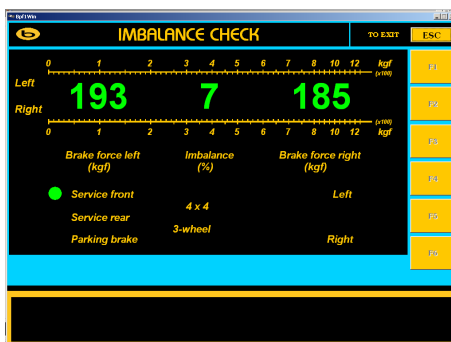 Bpf1Win
b IMBALANCE CHECK TO EXIT ESC
0 1 2 3 4 5 6 7 8 10 12 kgf
(x100)
Left
193 7 185
Right
(x100)
0 1 2 3 4 5 6 7 8 10 12 kgf
Brake force left Imbalance Brake force right
(kgf) (%) (kgf)
Service front Left
4 x 4
Service rear
3-wheel
Parking brake Right
F1
F2
F3
F4
F5
F6